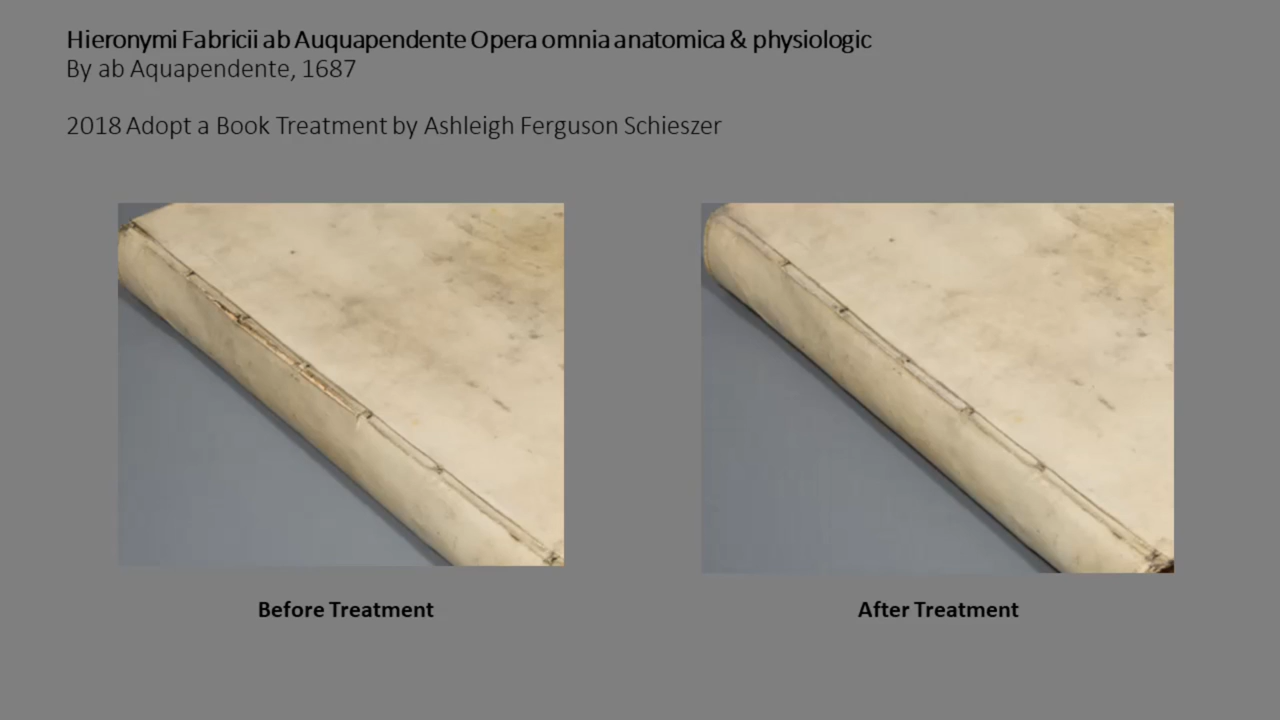 Hieronymi Fabricii ab Auquapendente Opera omnia anatomica & physiologic
By ab Aquapendente, 1687
2018 Adopt a Book Treatment by Ashleigh Ferguson Schieszer
Before Treatment
After Treatment